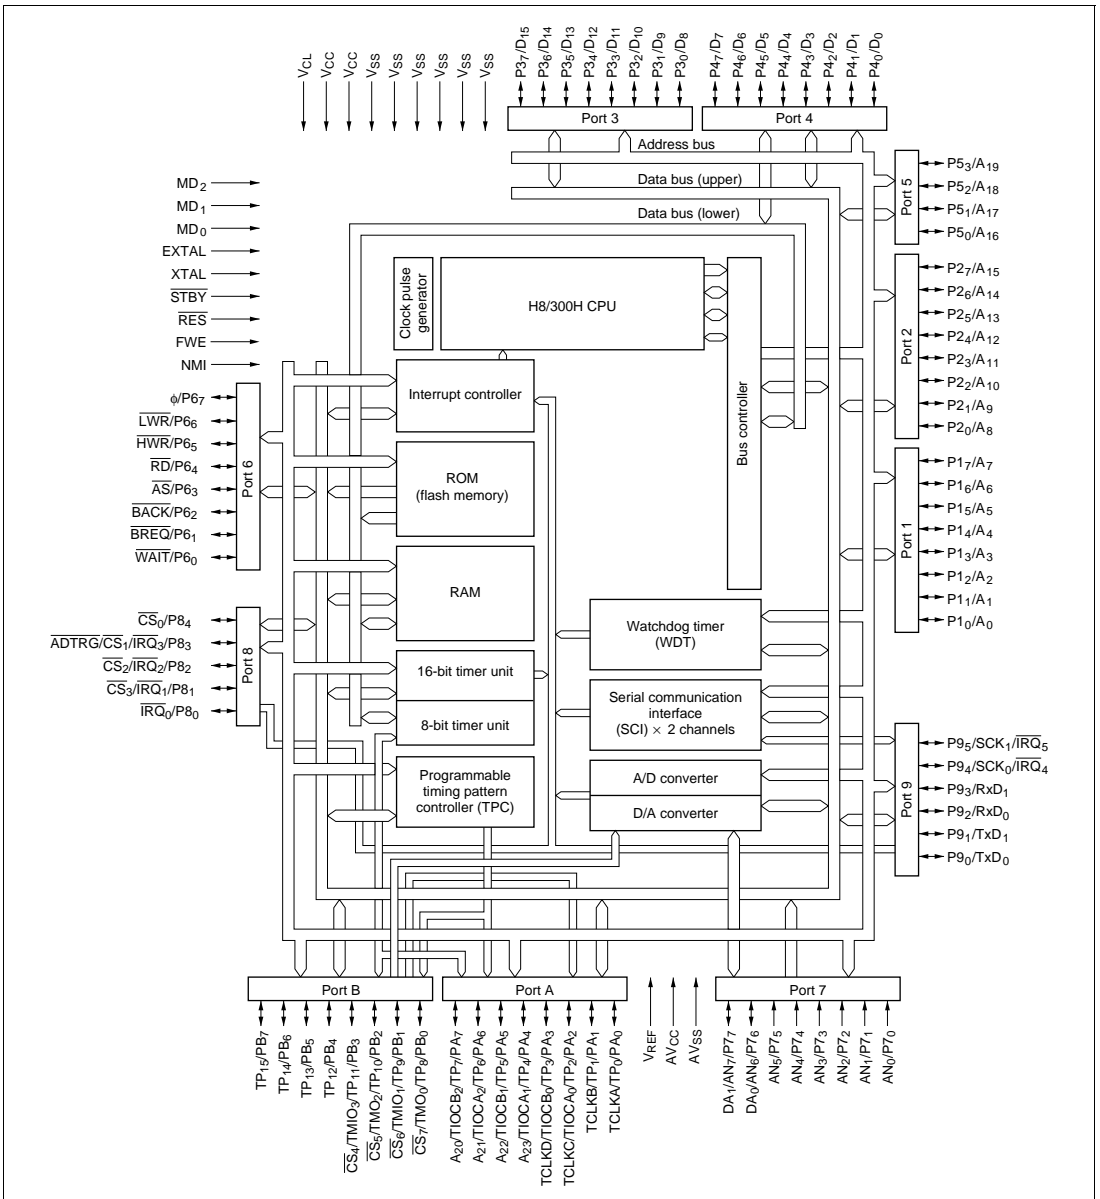 VCL
VCC
VCC
VSS
VSS
VSS
VSS
VSS
VSS
P37/D15
P36/D14
P35/D13
P34/D12
P33/D11
P32/D10
P31/D9
P30/D8
P47/D7
P46/D6
P45/D5
P44/D4
P43/D3
P42/D2
P41/D1
P40/D0
Port 3
Port 4
Address bus
Data bus (upper)
Data bus (lower)
MD2
MD1
MD0
EXTAL
XTAL
STBY
RES
FWE
NMI
Port 5
P53/A19
P52/A18
P51/A17
P50/A16
Clock pulse
generator
H8/300H CPU
Bus controller
Port 2
P27/A15
P26/A14
P25/A13
P24/A12
P23/A11
P22/A10
P21/A9
P20/A8
Interrupt controller
ROM
(flash memory)
RAM
16-bit timer unit
8-bit timer unit
Programmable
timing pattern
controller (TPC)
φ/P67
LWR/P66
HWR/P65
RD/P64
AS/P63
BACK/P62
BREQ/P61
WAIT/P60
Port 6
Port 1
P17/A7
P16/A6
P15/A5
P14/A4
P13/A3
P12/A2
P11/A1
P10/A0
CS0/P84
ADTRG/CS1/IRQ3/P83
CS2/IRQ2/P82
CS3/IRQ1/P81
IRQ0/P80
Port 8
Watchdog timer
(WDT)
Serial communication
interface
(SCI) × 2 channels
A/D converter
D/A converter
Port 9
P95/SCK1/IRQ5
P94/SCK0/IRQ4
P93/RxD1
P92/RxD0
P91/TxD1
P90/TxD0
Port B
Port A
Port 7
TP15/PB7
TP14/PB6
TP13/PB5
TP12/PB4
CS4/TMIO3/TP11/PB3
CS5/TMO2/TP10/PB2
CS6/TMIO1/TP9/PB1
CS7/TMO0/TP8/PB0
A20/TIOCB2/TP7/PA7
A21/TIOCA2/TP6/PA6
A22/TIOCB1/TP5/PA5
A23/TIOCA1/TP4/PA4
TCLKD/TIOCB0/TP3/PA3
TCLKC/TIOCA0/TP2/PA2
TCLKB/TP1/PA1
TCLKA/TP0/PA0
VREF
AVCC
AVSS
DA1/AN7/P77
DA0/AN6/P76
AN5/P75
AN4/P74
AN3/P73
AN2/P72
AN1/P71
AN0/P70